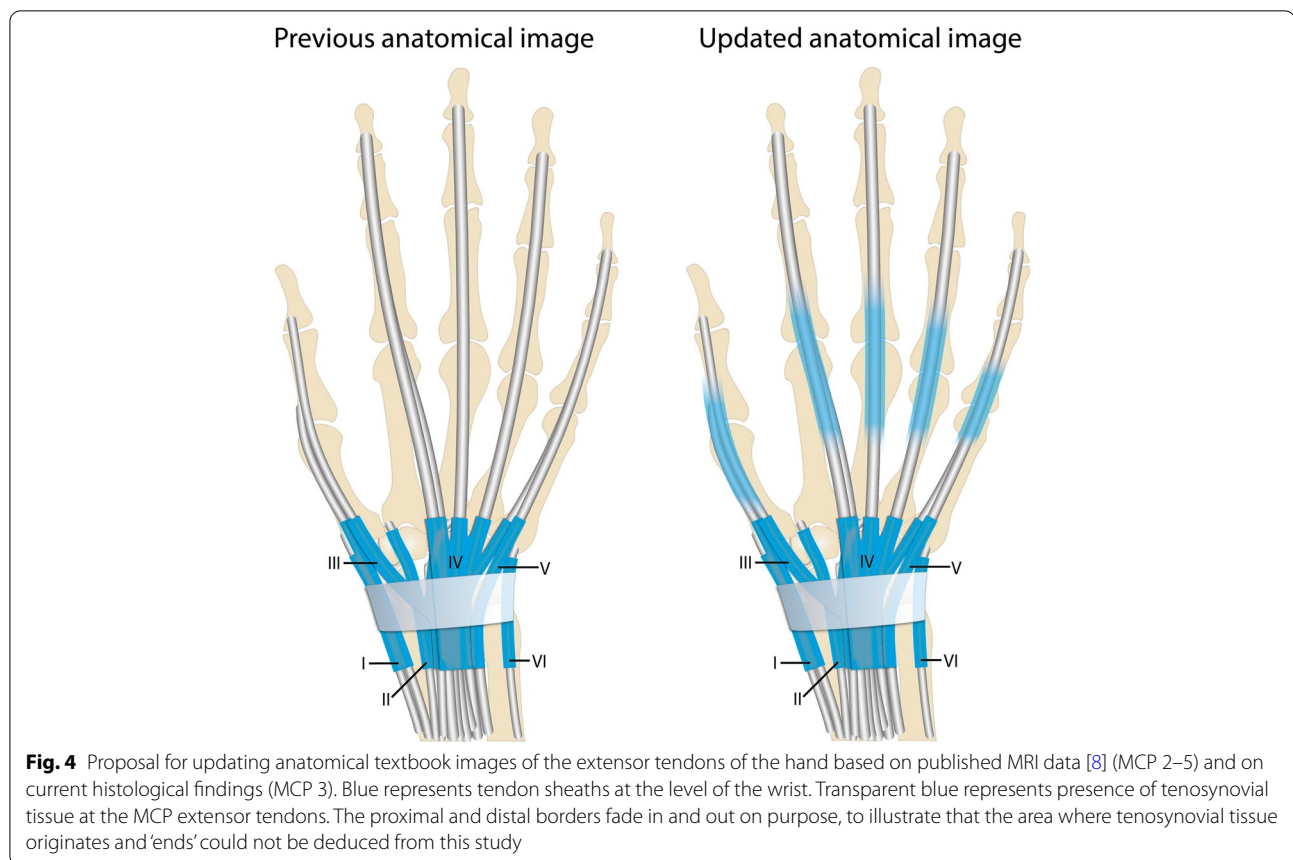 Previous anatomical image
Updated anatomical image
III
IV
V
I
II
VI
III
IV
V
I
II
VI
Fig. 4 Proposal for updating anatomical textbook images of the extensor tendons of the hand based on published MRI data [8] (MCP 2–5) and on
current histological findings (MCP 3). Blue represents tendon sheaths at the level of the wrist. Transparent blue represents presence of tenosynovial
tissue at the MCP extensor tendons. The proximal and distal borders fade in and out on purpose, to illustrate that the area where tenosynovial tissue
originates and ‘ends’ could not be deduced from this study